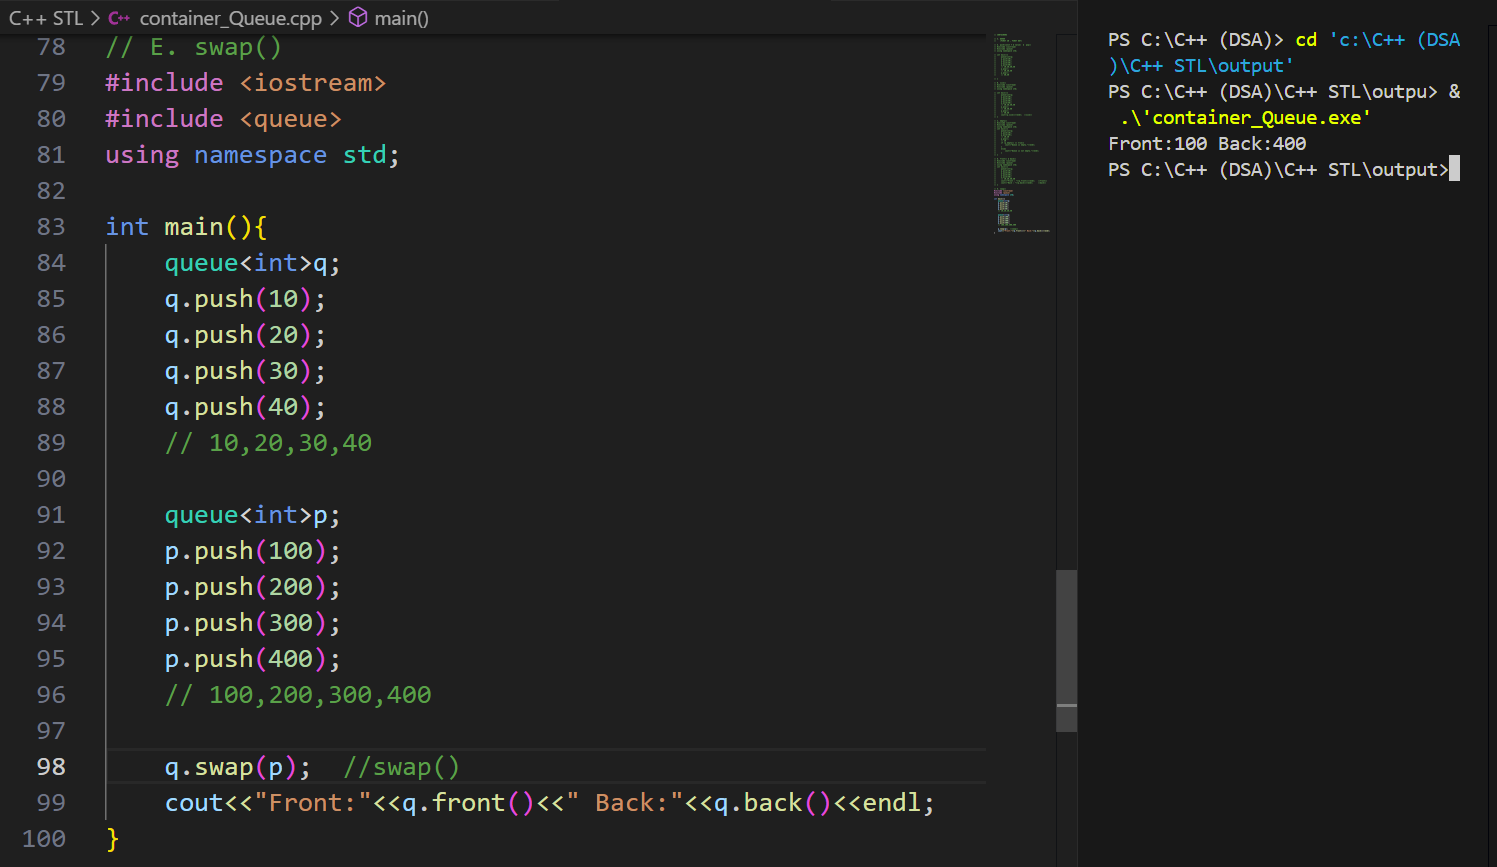 C++ STL > C++ container_Queue.cpp > main()
78 // E. swap()
79 #include <iostream>
80 #include <queue>
81 using namespace std;
82
83 int main(){
84 queue<int>q;
85 q.push(10);
86 q.push(20);
87 q.push(30);
88 q.push(40);
89 // 10,20,30,40
90
91 queue<int>p;
92 p.push(100);
93 p.push(200);
94 p.push(300);
95 p.push(400);
96 // 100,200,300,400
97
98 q.swap(p); //swap()
99 cout<<"Front:"<<q.front()<<" Back:"<<q.back()<<endl;
100 }
PS C:\C++ (DSA)> cd 'c:\C++ (DSA
)\C++ STL\output'
PS C:\C++ (DSA)\C++ STL\outpu> &
.\'container_Queue.exe'
Front:100 Back:400
PS C:\C++ (DSA)\C++ STL\output>